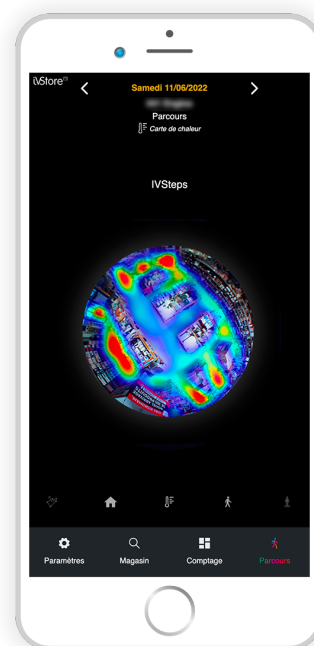 ivStore
Samedi 11/06/2022
Parcours
Carte de chaleur
IVSteps
Paramètres
Magasin
Comptage
Parcours